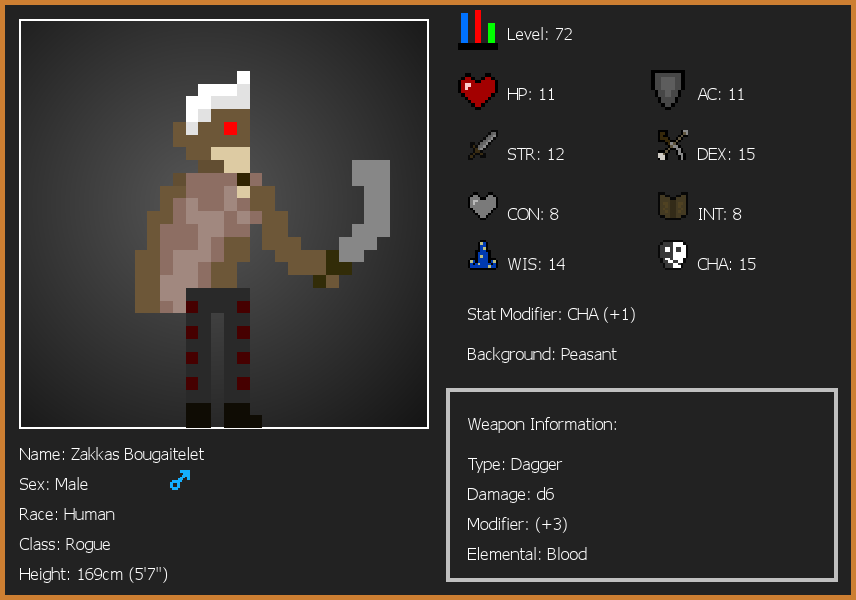 Level: 72
HP: 11
AC: 11
STR: 12
DEX: 15
CON: 8
INT: 8
WIS: 14
CHA: 15
Stat Modifier: CHA (+1)
Background: Peasant
Weapon Information:
Type: Dagger
Damage: d6
Modifier: (+3)
Elemental: Blood
Name: Zakkas Bougaitelet
Sex: Male
Race: Human
Class: Rogue
Height: 169cm (5'7")